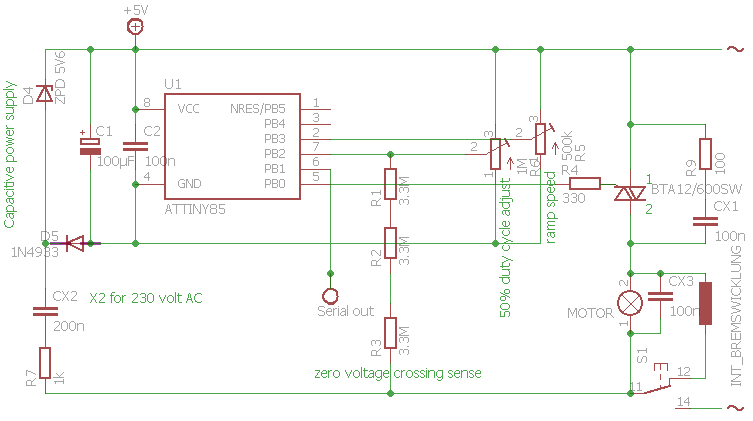 +5V
ZPD 5V6
D4
Capacitive power supply
+
C1
100µF
C2
100n
U1
8
VCC
4
GND
ATTINY85
NRES/PB5
1
PB4
3
PB3
2
PB2
7
PB1
6
PB0
5
D5
1N4933
CX2
200n
R7
1K
X2 for 230 volt AC
Serial out
R1
3.3M
R2
3.3M
R3
3.3M
zero voltage crossing sense
3
2
1
1M
R6
50% duty cycle adjust
3
2
500k
R5
ramp speed
R4
330
1
2
BTA12/600SW
R9
100
CX1
100n
MOTOR
2
1
CX3
100n
INT_BREMSWICKLUNG
S1
11
12
14